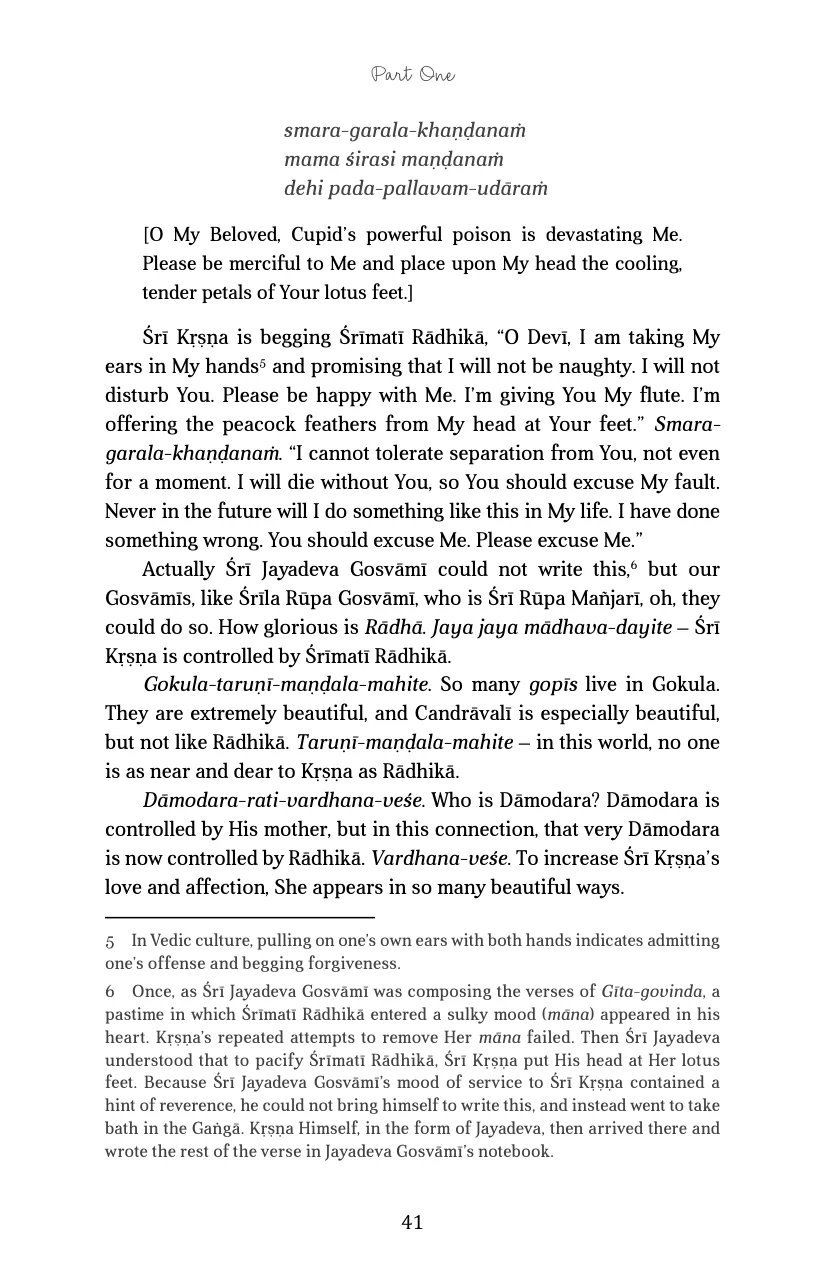 Part One
smara-garala-khaṇḍanaṁ
mama śirasi maṇḍanaṁ
dehi pada-pallavam-udāraṁ
[O My Beloved, Cupid’s powerful poison is devastating Me.
Please be merciful to Me and place upon My head the cooling,
tender petals of Your lotus feet.]
Śrī Kṛṣṇa is begging Śrīmatī Rādhikā, “O Devī, I am taking My
ears in My hands5 and promising that I will not be naughty. I will not
disturb You. Please be happy with Me. I’m giving You My flute. I’m
offering the peacock feathers from My head at Your feet.” Smara-
garala-khaṇḍanaṁ. “I cannot tolerate separation from You, not even
for a moment. I will die without You, so You should excuse My fault.
Never in the future will I do something like this in My life. I have done
something wrong. You should excuse Me. Please excuse Me.”
Actually Śrī Jayadeva Gosvāmī could not write this,6 but our
Gosvāmīs, like Śrīla Rūpa Gosvāmī, who is Śrī Rūpa Mañjarī, oh, they
could do so. How glorious is Rādhā. Jaya jaya mādhava-dayite – Śrī
Kṛṣṇa is controlled by Śrīmatī Rādhikā.
Gokula-taruṇī-maṇḍala-mahite. So many gopīs live in Gokula.
They are extremely beautiful, and Candrāvalī is especially beautiful,
but not like Rādhikā. Taruṇī-maṇḍala-mahite – in this world, no one
is as near and dear to Kṛṣṇa as Rādhikā.
Dāmodara-rati-vardhana-veśe. Who is Dāmodara? Dāmodara is
controlled by His mother, but in this connection, that very Dāmodara
is now controlled by Rādhikā. Vardhana-veśe. To increase Śrī Kṛṣṇa’s
love and affection, She appears in so many beautiful ways.
5 In Vedic culture, pulling on one’s own ears with both hands indicates admitting
one’s offense and begging forgiveness.
6 Once, as Śrī Jayadeva Gosvāmī was composing the verses of Gīta-govinda, a
pastime in which Śrīmatī Rādhikā entered a sulky mood (māna) appeared in his
heart. Kṛṣṇa’s repeated attempts to remove Her māna failed. Then Śrī Jayadeva
understood that to pacify Śrīmatī Rādhikā, Śrī Kṛṣṇa put His head at Her lotus
feet. Because Śrī Jayadeva Gosvāmī’s mood of service to Śrī Kṛṣṇa contained a
hint of reverence, he could not bring himself to write this, and instead went to take
bath in the Gaṅgā. Kṛṣṇa Himself, in the form of Jayadeva, then arrived there and
wrote the rest of the verse in Jayadeva Gosvāmī’s notebook.
41